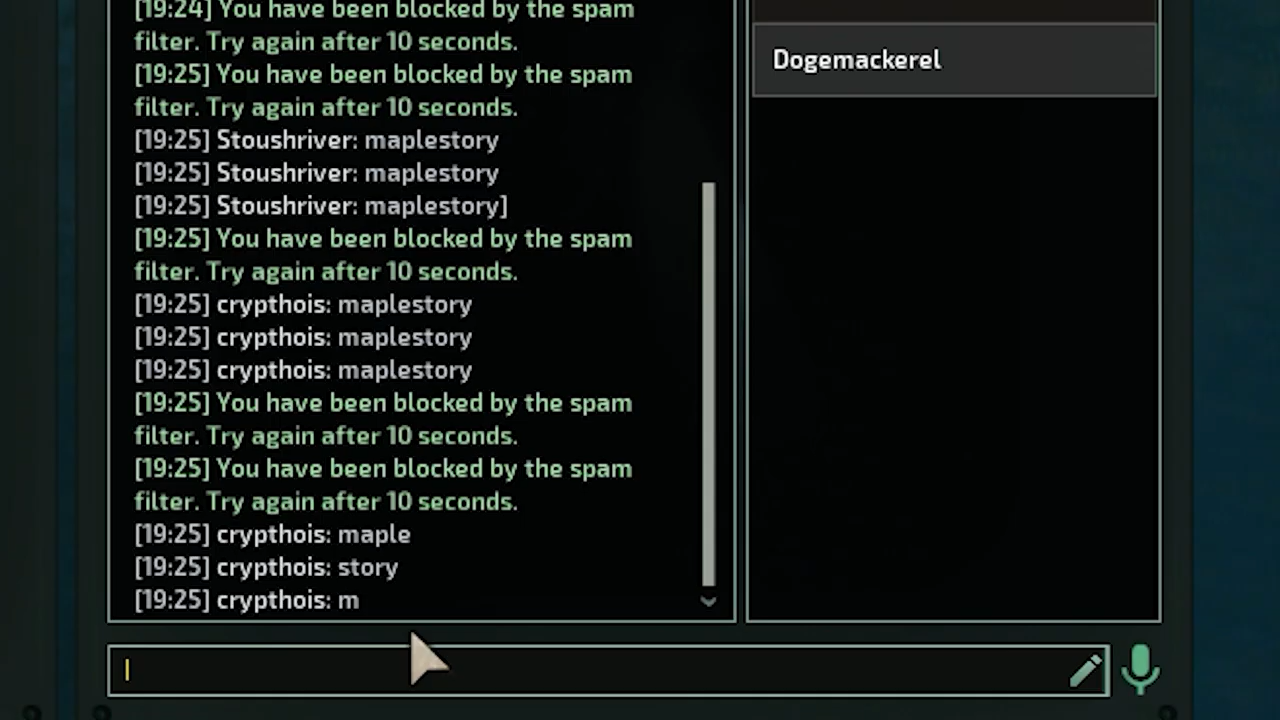 [19:24] You have been blocked by the spam
filter. Try again after 10 seconds.
[19:25] You have been blocked by the spam
filter. Try again after 10 seconds.
[19:25] Stoushriver: maplestory
[19:25] Stoushriver: maplestory
[19:25] Stoushriver: maplestory]
[19:25] You have been blocked by the spam
filter. Try again after 10 seconds.
[19:25] crypthois: maplestory
[19:25] crypthois: maplestory
[19:25] crypthois: maplestory
[19:25] You have been blocked by the spam
filter. Try again after 10 seconds.
[19:25] You have been blocked by the spam
filter. Try again after 10 seconds.
[19:25] crypthois: maple
[19:25] crypthois: story
[19:25] crypthois: m
Dogemackerel